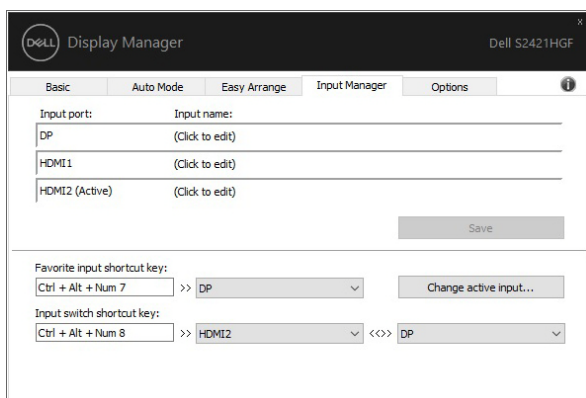 x
DELL Display Manager Dell S2421HGF
Basic Auto Mode Easy Arrange Input Manager Options i
Input port: Input name:
DP (Click to edit)
HDMI1 (Click to edit)
HDMI2 (Active) (Click to edit)
Save
Favorite input shortcut key:
Ctrl + Alt + Num 7 >> DP Change active input...
Input switch shortcut key:
Ctrl + Alt + Num 8 >> HDMI2 <<>> DP